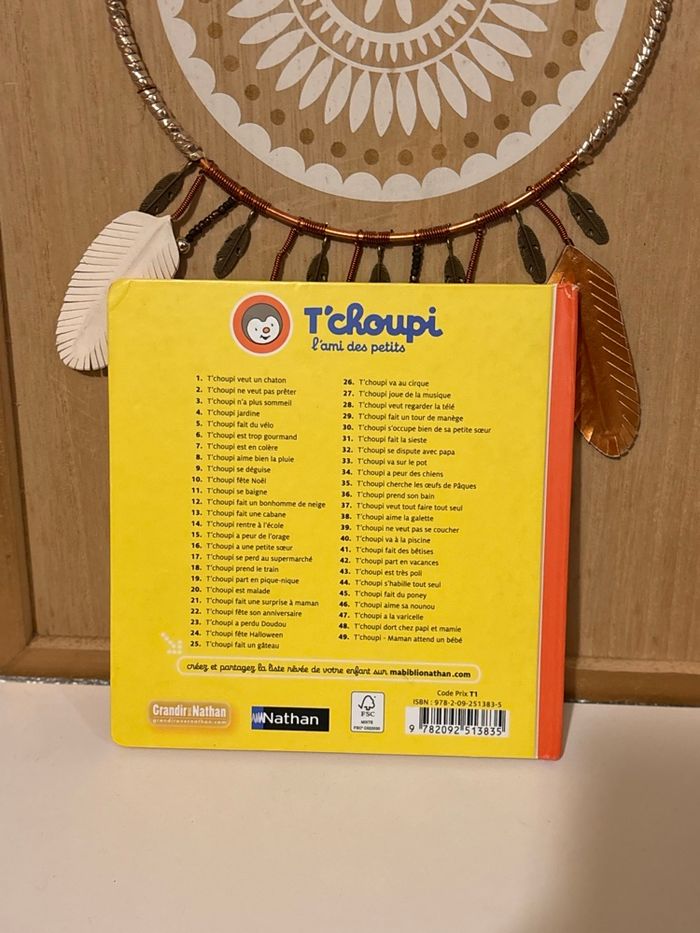 T'choupi
l'ami des petits
1. T'choupi veut un chaton
2. T'choupi ne veut pas prêter
3. T'choupi n'a plus sommeil
4. T'choupi jardine
5. T'choupi fait du vélo
6. T'choupi est trop gourmand
7. T'choupi est en colère
8. T'choupi aime bien la pluie
9. T'choupi se déguise
10. T'choupi fête Noël
11. T'choupi se baigne
12. T'choupi fait un bonhomme de neige
13. T'choupi fait une cabane
14. T'choupi rentre à l'école
15. T'choupi a peur de l'orage
16. T'choupi a une petite sœur
17. T'choupi se perd au supermarché
18. T'choupi prend le train
19. T'choupi part en pique-nique
20. T'choupi est malade
21. T'choupi fait une surprise à maman
22. T'choupi fête son anniversaire
23. T'choupi a perdu Doudou
24. T'choupi fête Halloween
25. T'choupi fait un gâteau
26. T'choupi va au cirque
27. T'choupi joue de la musique
28. T'choupi veut regarder la télé
29. T'choupi fait un tour de manège
30. T'choupi s'occupe bien de sa petite sœur
31. T'choupi fait la sieste
32. T'choupi se dispute avec papa
33. T'choupi va sur le pot
34. T'choupi a peur des chiens
35. T'choupi cherche les œufs de Pâques
36. T'choupi prend son bain
37. T'choupi veut tout faire tout seul
38. T'choupi aime la galette
39. T'choupi ne veut pas se coucher
40. T'choupi va à la piscine
41. T'choupi fait des bêtises
42. T'choupi part en vacances
43. T'choupi est très poli
44. T'choupi s'habille tout seul
45. T'choupi fait du poney
46. T'choupi aime sa nounou
47. T'choupi a la varicelle
48. T'choupi dort chez papi et mamie
49. T'choupi - Maman attend un bébé
créez et partagez la liste rêvée de votre enfant sur mabiblionathan.com
Grandir avec Nathan
grandiravecnathan.com
Nathan
FSC
MIXTE
Code Prix T1
ISBN : 978-2-09-251383-5
9 782092 513835